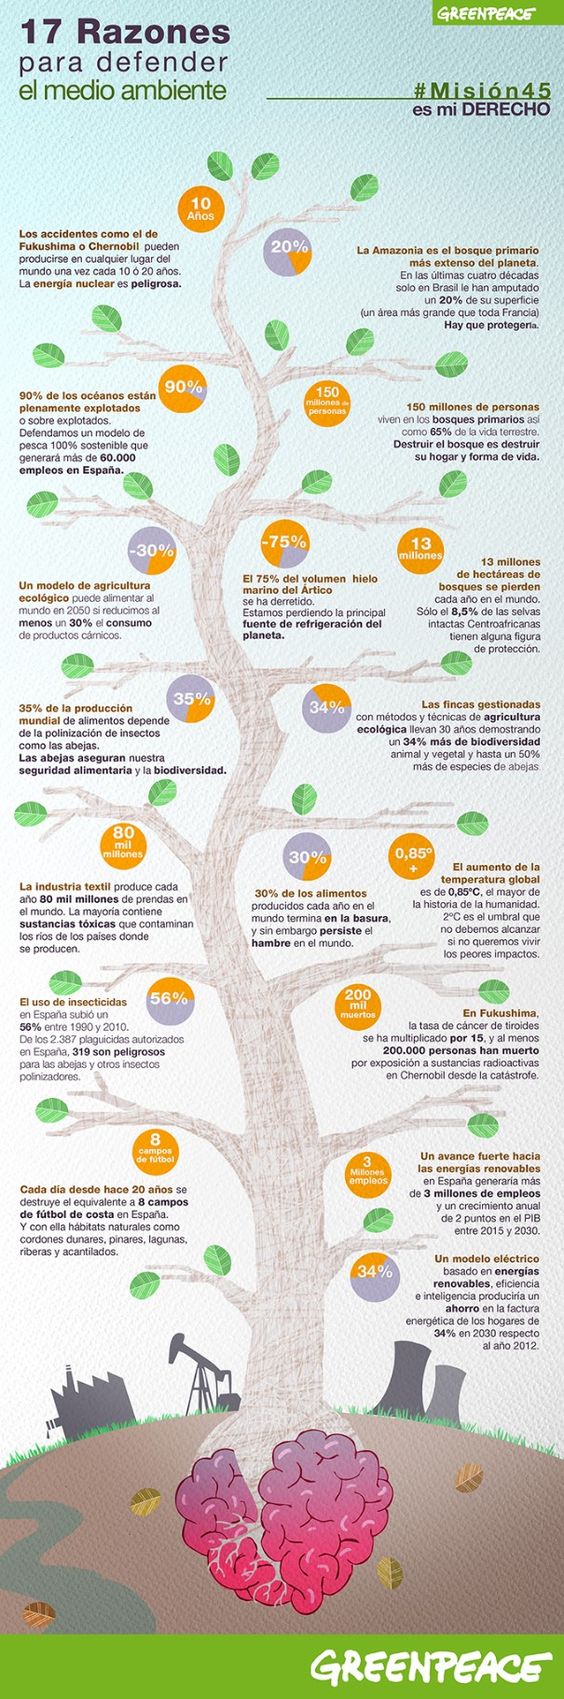 GREENPEACE
17 Razones
para defender
el medio ambiente
#Misión45
es mi DERECHO
10
Años
Los accidentes como el de
Fukushima o Chernobil pueden
producirse en cualquier lugar del
mundo una vez cada 10 ó 20 años.
La energía nuclear es peligrosa.
20%
La Amazonia es el bosque primario
más extenso del planeta.
En las últimas cuatro décadas
solo en Brasil le han amputado
un 20% de su superficie
(un área más grande que toda Francia)
Hay que protegerla.
90%
90% de los océanos están
plenamente explotados
o sobre explotados.
Defendamos un modelo de
pesca 100% sostenible que
generará más de 60.000
empleos en España.
150
millones de
personas
150 millones de personas
viven en los bosques primarios así
como 65% de la vida terrestre.
Destruir el bosque es destruir
su hogar y forma de vida.
-30%
Un modelo de agricultura
ecológico puede alimentar al
mundo en 2050 si reducimos al
menos un 30% el consumo
de productos cárnicos.
-75%
El 75% del volumen hielo
marino del Ártico
se ha derretido.
Estamos perdiendo la principal
fuente de refrigeración del
planeta.
13
millones
13 millones
de hectáreas de
bosques se pierden
cada año en el mundo.
Sólo el 8,5% de las selvas
intactas Centroafricanas
tienen alguna figura
de protección.
35%
35% de la producción
mundial de alimentos depende
de la polinización de insectos
como las abejas.
Las abejas aseguran nuestra
seguridad alimentaria y la biodiversidad.
34%
Las fincas gestionadas
con métodos y técnicas de agricultura
ecológica llevan 30 años demostrando
un 34% más de biodiversidad
animal y vegetal y hasta un 50%
más de especies de abejas.
80
mil
millones
La industria textil produce cada
año 80 mil millones de prendas en
el mundo. La mayoría contiene
sustancias tóxicas que contaminan
los ríos de los países donde
se producen.
30%
30% de los alimentos
producidos cada año en el
mundo termina en la basura,
y sin embargo persiste el
hambre en el mundo.
0,85º
+
El aumento de la
temperatura global
es de 0,85ºC, el mayor de
la historia de la humanidad.
2ºC es el umbral que
no debemos alcanzar
si no queremos vivir
los peores impactos.
56%
El uso de insecticidas
en España subió un
56% entre 1990 y 2010.
De los 2.387 plaguicidas autorizados
en España, 319 son peligrosos
para las abejas y otros insectos
polinizadores.
200
mil
muertos
En Fukushima,
la tasa de cáncer de tiroides
se ha multiplicado por 15, y al menos
200.000 personas han muerto
por exposición a sustancias radioactivas
en Chernobil desde la catástrofe.
8
campos
de fútbol
Cada día desde hace 20 años se
destruye el equivalente a 8 campos
de fútbol de costa en España.
Y con ella hábitats naturales como
cordones dunares, pinares, lagunas,
riberas y acantilados.
3
Millones
empleos
Un avance fuerte hacia
las energías renovables
en España generaría más
de 3 millones de empleos
y un crecimiento anual
de 2 puntos en el PIB
entre 2015 y 2030.
34%
Un modelo eléctrico
basado en energías
renovables, eficiencia
e inteligencia produciría un
ahorro en la factura
energética de los hogares de
34% en 2030 respecto
al año 2012.
GREENPEACE